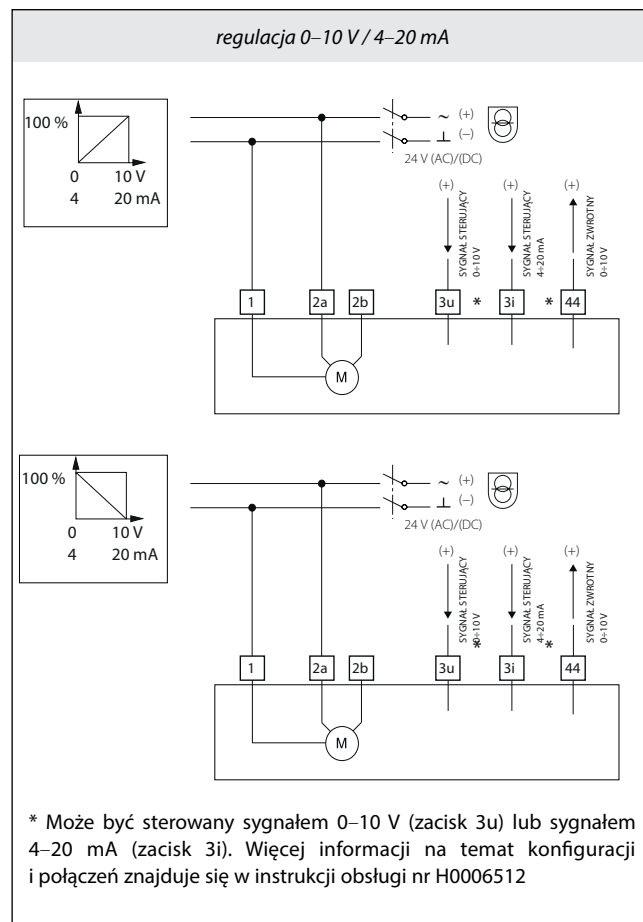 regulacja 0–10 V / 4–20 mA
100 %
0 10 V
4 20 mA
~ (+)
⊥ (–)
24 V (AC)/(DC)
(+) (+) (+)
SYGNAŁ STERUJĄCY
0÷10 V
SYGNAŁ STERUJĄCY
4÷20 mA
SYGNAŁ ZWROTNY
0÷10 V
1 2a 2b 3u * 3i * 44
M
100 %
0 10 V
4 20 mA
~ (+)
⊥ (–)
24 V (AC)/(DC)
(+) (+) (+)
SYGNAŁ STERUJĄCY
0÷10 V
*
SYGNAŁ STERUJĄCY
4÷20 mA
*
SYGNAŁ ZWROTNY
0÷10 V
1 2a 2b 3u 3i 44
M
* Może być sterowany sygnałem 0–10 V (zacisk 3u) lub sygnałem
4–20 mA (zacisk 3i). Więcej informacji na temat konfiguracji
i połączeń znajduje się w instrukcji obsługi nr H0006512